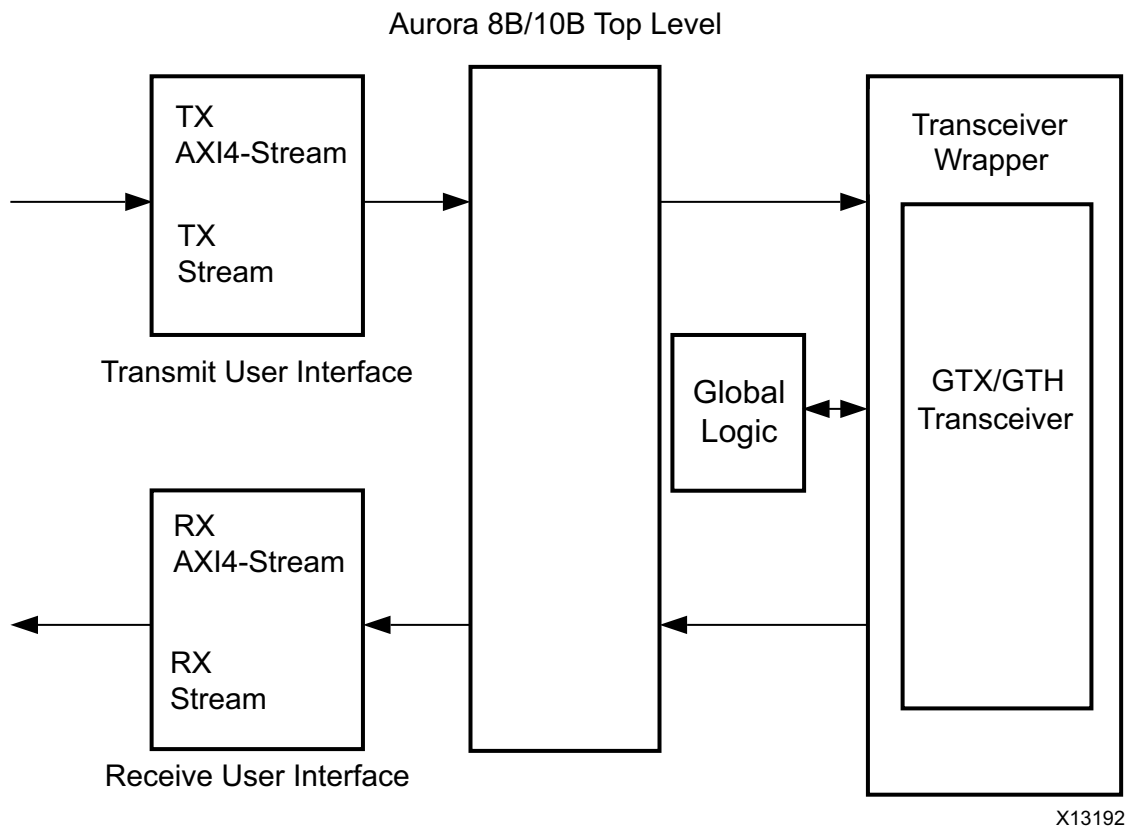 Aurora 8B/10B Top Level
TX
AXI4-Stream
TX
Stream
Transmit User Interface
Transceiver
Wrapper
Global
Logic
GTX/GTH
Transceiver
RX
AXI4-Stream
RX
Stream
Receive User Interface
X13192